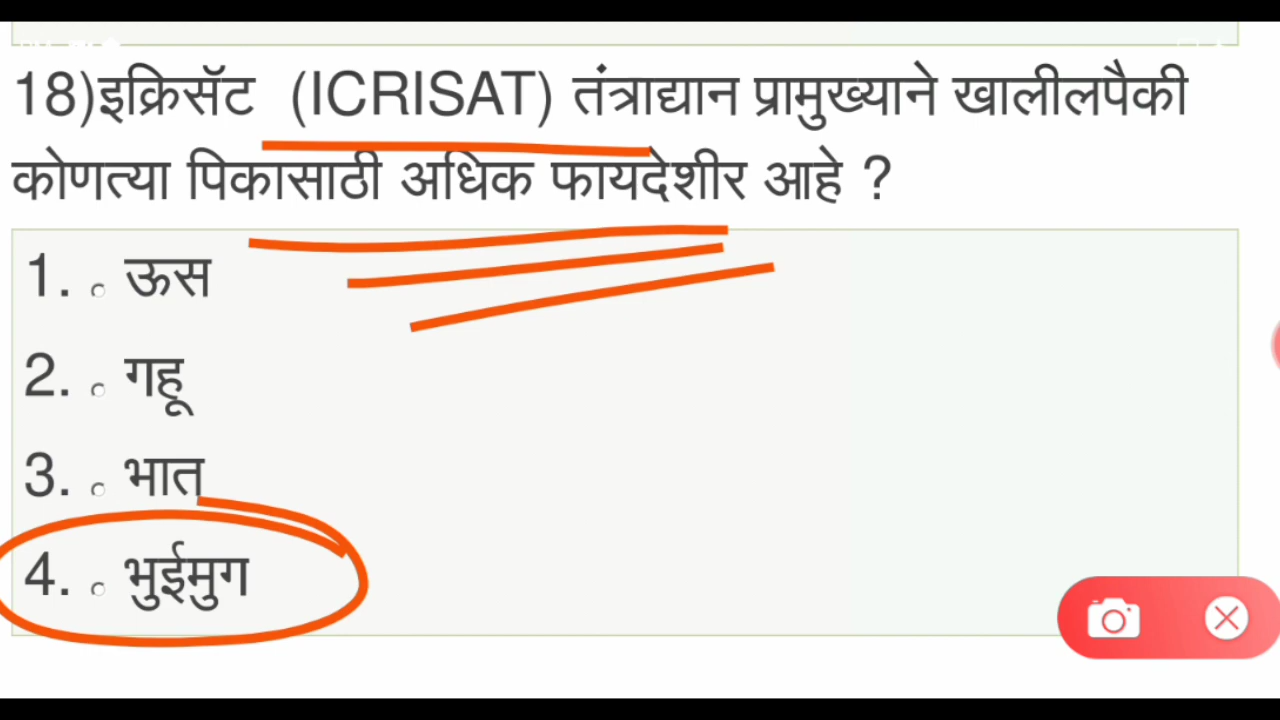 18)इक्रिसॅट (ICRISAT) तंत्राद्यान प्रामुख्याने खालीलपैकी
कोणत्या पिकासाठी अधिक फायदेशीर आहे ?
1. ऊस
2. गहू
3. भात
4. भुईमुग